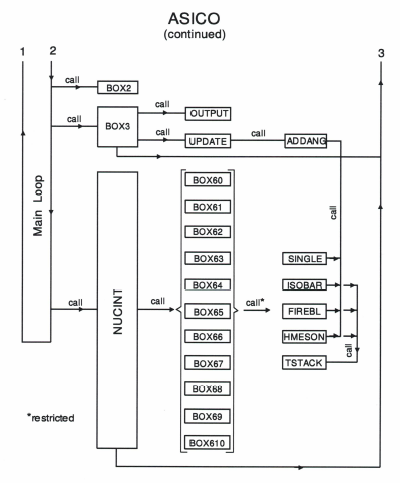 ASICO
(continued)
1 2 3
call
BOX2
call
BOX3
call
OUTPUT
call
UPDATE
call
ADDANG
call
Main Loop
call
NUCINT
call
BOX60
BOX61
BOX62
BOX63
BOX64
BOX65
BOX66
BOX67
BOX68
BOX69
BOX610
call*
SINGLE
ISOBAR
FIREBL
HMESON
TSTACK
call
*restricted